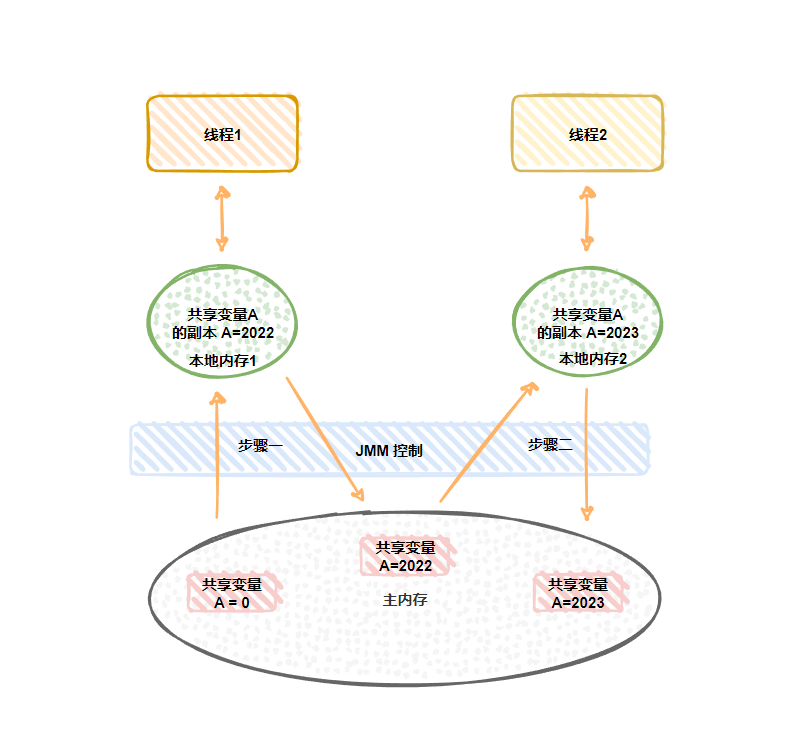 线程1
线程2
共享变量A
的副本 A=2022
本地内存1
共享变量A
的副本 A=2023
本地内存2
步骤一
JMM 控制
步骤二
共享变量
A=2022
共享变量
A = 0
主内存
共享变量
A=2023